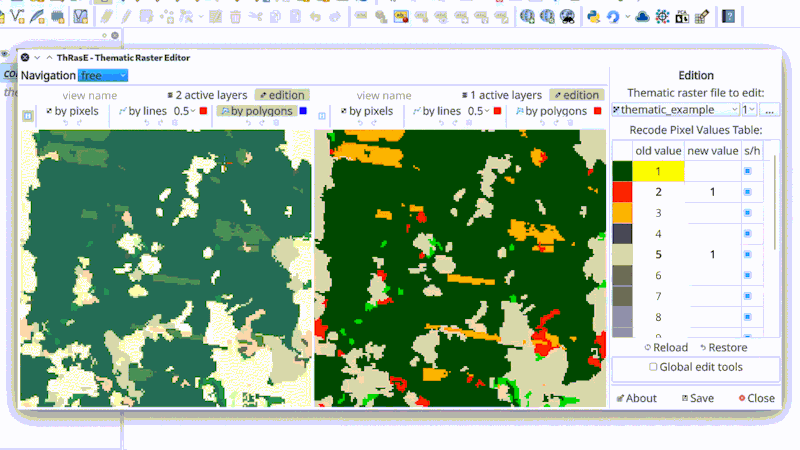 ThRasE - Thematic Raster Editor
Navigation free
view name 2 active layers edition
by pixels by lines 0.5 by polygons
view name 1 active layers edition
by pixels by lines 0.5 by polygons
Edition
Thematic raster file to edit:
thematic_example 1 ...
Recode Pixel Values Table:
old value new value s/h
1
2 1
3
4
5 1
6
7
8
Reload Restore
Global edit tools
About Save Close